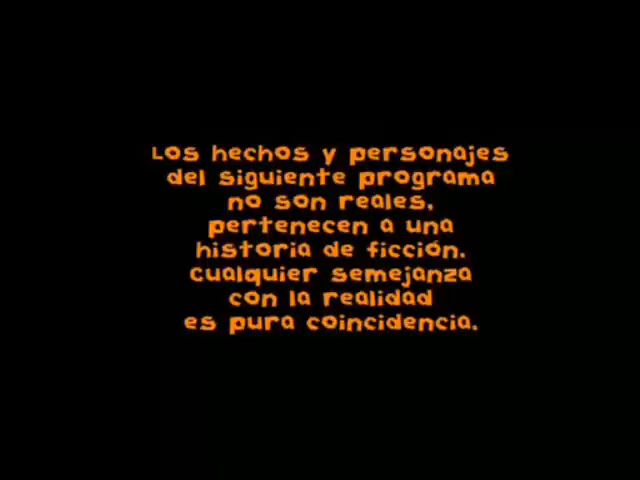 Los hechos y personajes
del siguiente programa
no son reales.
pertenecen a una
historia de ficción.
cualquier semejanza
con la realidad
es pura coincidencia.